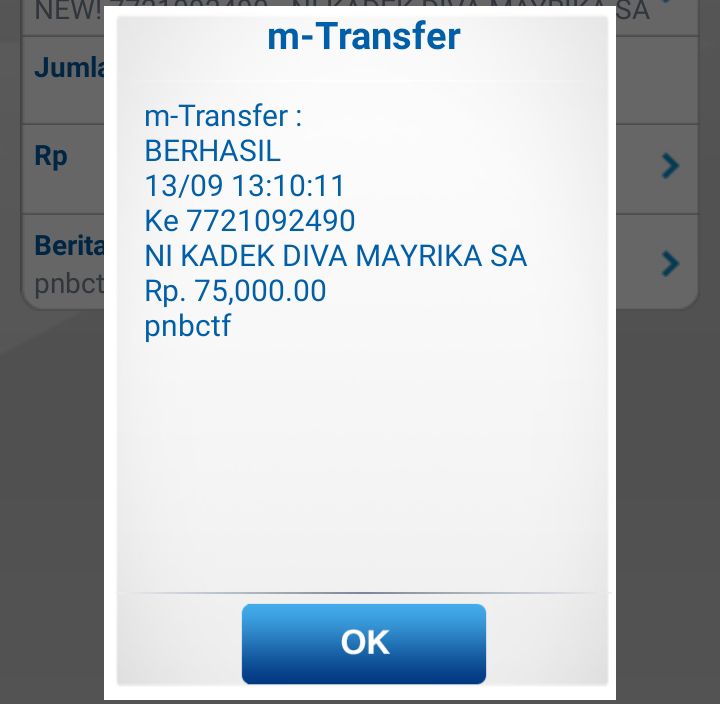 NEW! 7721092490 - NI KADEK DIVA MAYRIKA SA
m-Transfer
Jumla
m-Transfer :
BERHASIL
Rp
13/09 13:10:11
Ke 7721092490
Berita
NI KADEK DIVA MAYRIKA SA
pnbct
Rp. 75,000.00
pnbctf
OK